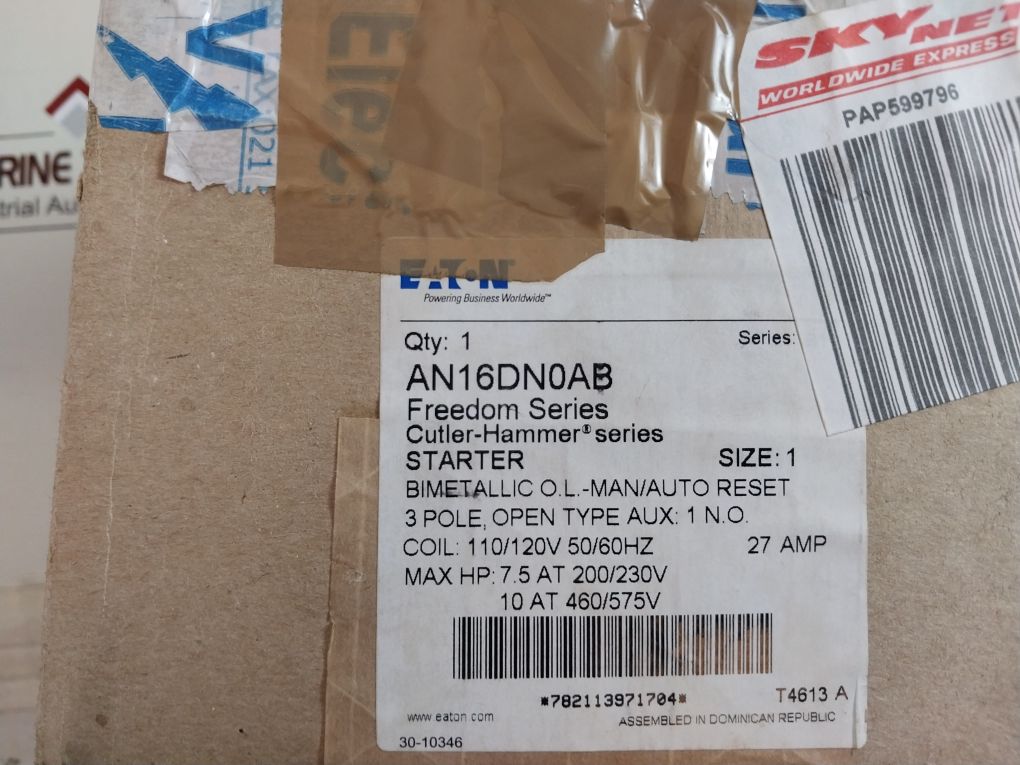 SKYNET
WORLDWIDE EXPRESS
PAP599796
RINE
trial Au
EATON
Powering Business Worldwide™
Qty: 1 Series:
AN16DN0AB
Freedom Series
Cutler-Hammer® series
STARTER SIZE: 1
BIMETALLIC O.L.-MAN/AUTO RESET
3 POLE, OPEN TYPE AUX: 1 N.O.
COIL: 110/120V 50/60HZ 27 AMP
MAX HP: 7.5 AT 200/230V
10 AT 460/575V
*782113971704*
T4613 A
www.eaton.com ASSEMBLED IN DOMINICAN REPUBLIC
30-10346